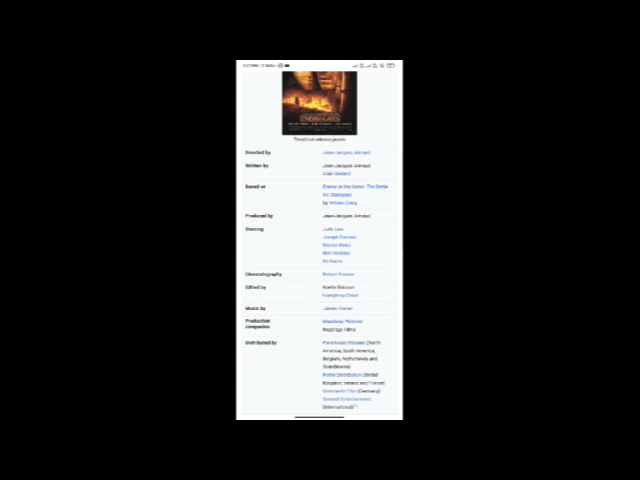 Theatrical release poster
Directed by
Jean-Jacques Annaud
Written by
Jean-Jacques Annaud
Alain Godard
Based on
Enemy at the Gates: The Battle
for Stalingrad
by William Craig
Produced by
Jean-Jacques Annaud
Starring
Jude Law
Joseph Fiennes
Rachel Weisz
Bob Hoskins
Ed Harris
Cinematography
Robert Fraisse
Edited by
Noëlle Boisson
Humphrey Dixon
Music by
James Horner
Production
companies
Mandalay Pictures
Repérage Films
Distributed by
Paramount Pictures (North
America, South America,
Belgium, Netherlands and
Scandinavia)
Pathé Distribution (United
Kingdom, Ireland and France)
Constantin Film (Germany)
Summit Entertainment
(International)